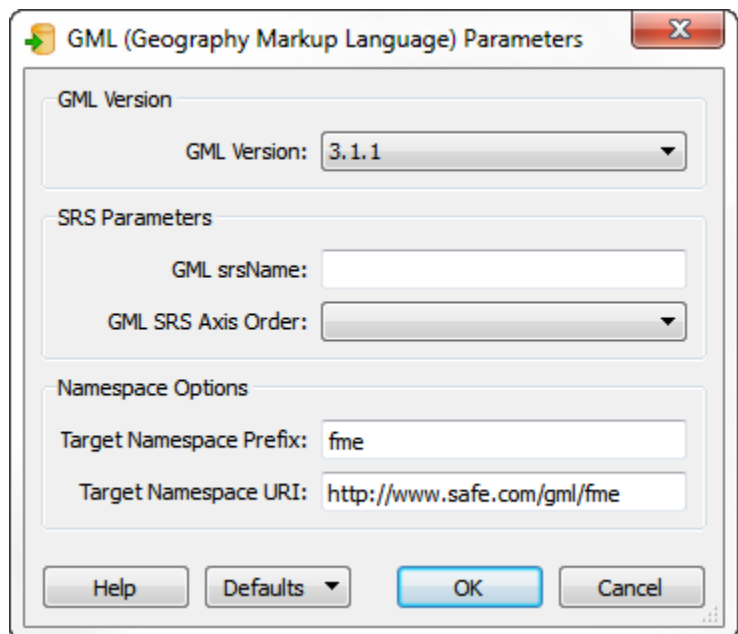 GML (Geography Markup Language) Parameters
GML Version
GML Version: 3.1.1
SRS Parameters
GML srsName:
GML SRS Axis Order:
Namespace Options
Target Namespace Prefix: fme
Target Namespace URI: http://www.safe.com/gml/fme
Help Defaults OK Cancel